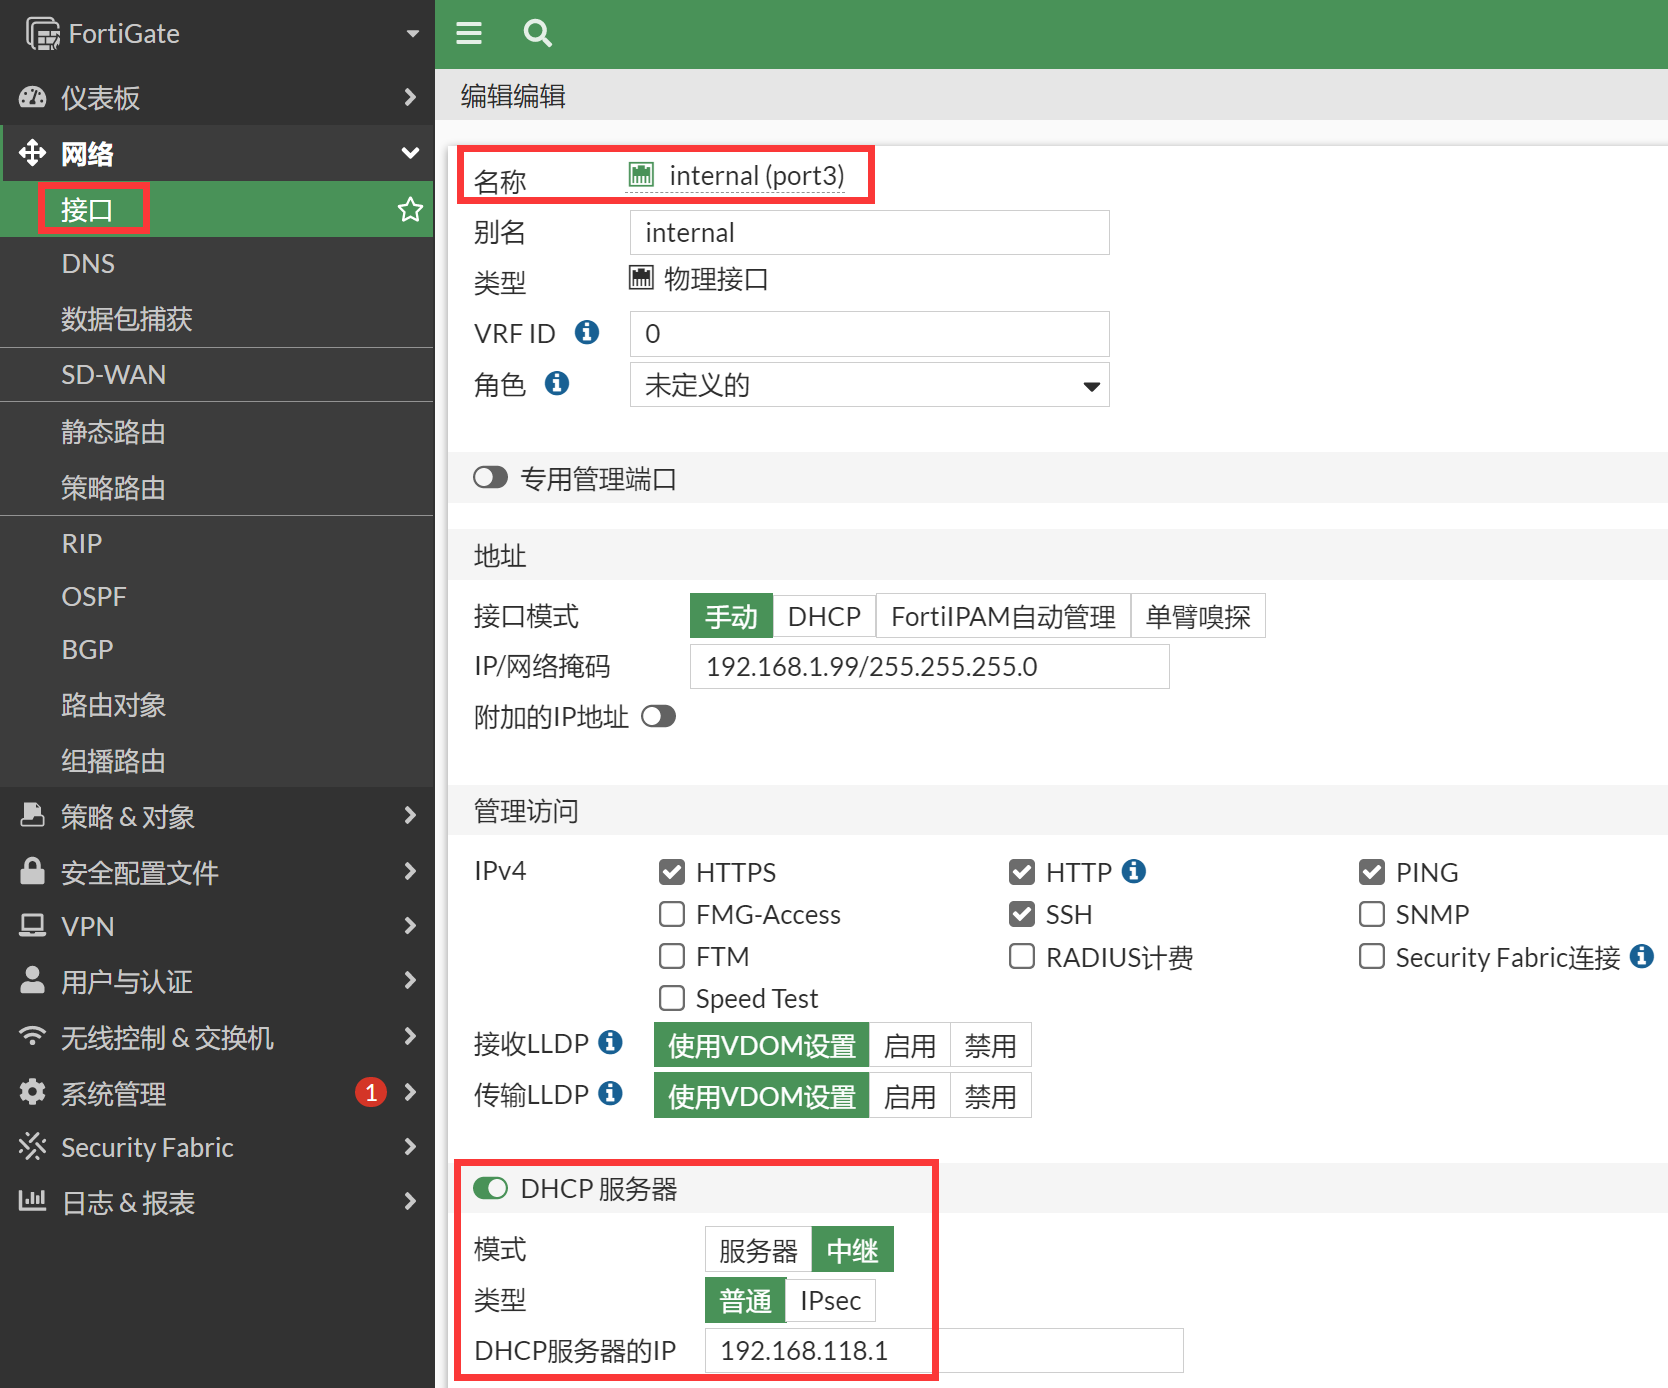 FortiGate
仪表板
网络
接口
DNS
数据包捕获
SD-WAN
静态路由
策略路由
RIP
OSPF
BGP
路由对象
组播路由
策略 & 对象
安全配置文件
VPN
用户与认证
无线控制 & 交换机
系统管理 1
Security Fabric
日志 & 报表
编辑编辑
名称 internal (port3)
别名 internal
类型 物理接口
VRF ID 0
角色 未定义的
专用管理端口
地址
接口模式 手动 DHCP FortiIPAM自动管理 单臂嗅探
IP/网络掩码 192.168.1.99/255.255.255.0
附加的IP地址
管理访问
IPv4 HTTPS HTTP PING
FMG-Access SSH SNMP
FTM RADIUS计费 Security Fabric连接
Speed Test
接收LLDP 使用VDOM设置 启用 禁用
传输LLDP 使用VDOM设置 启用 禁用
DHCP 服务器
模式 服务器 中继
类型 普通 IPsec
DHCP服务器的IP 192.168.118.1